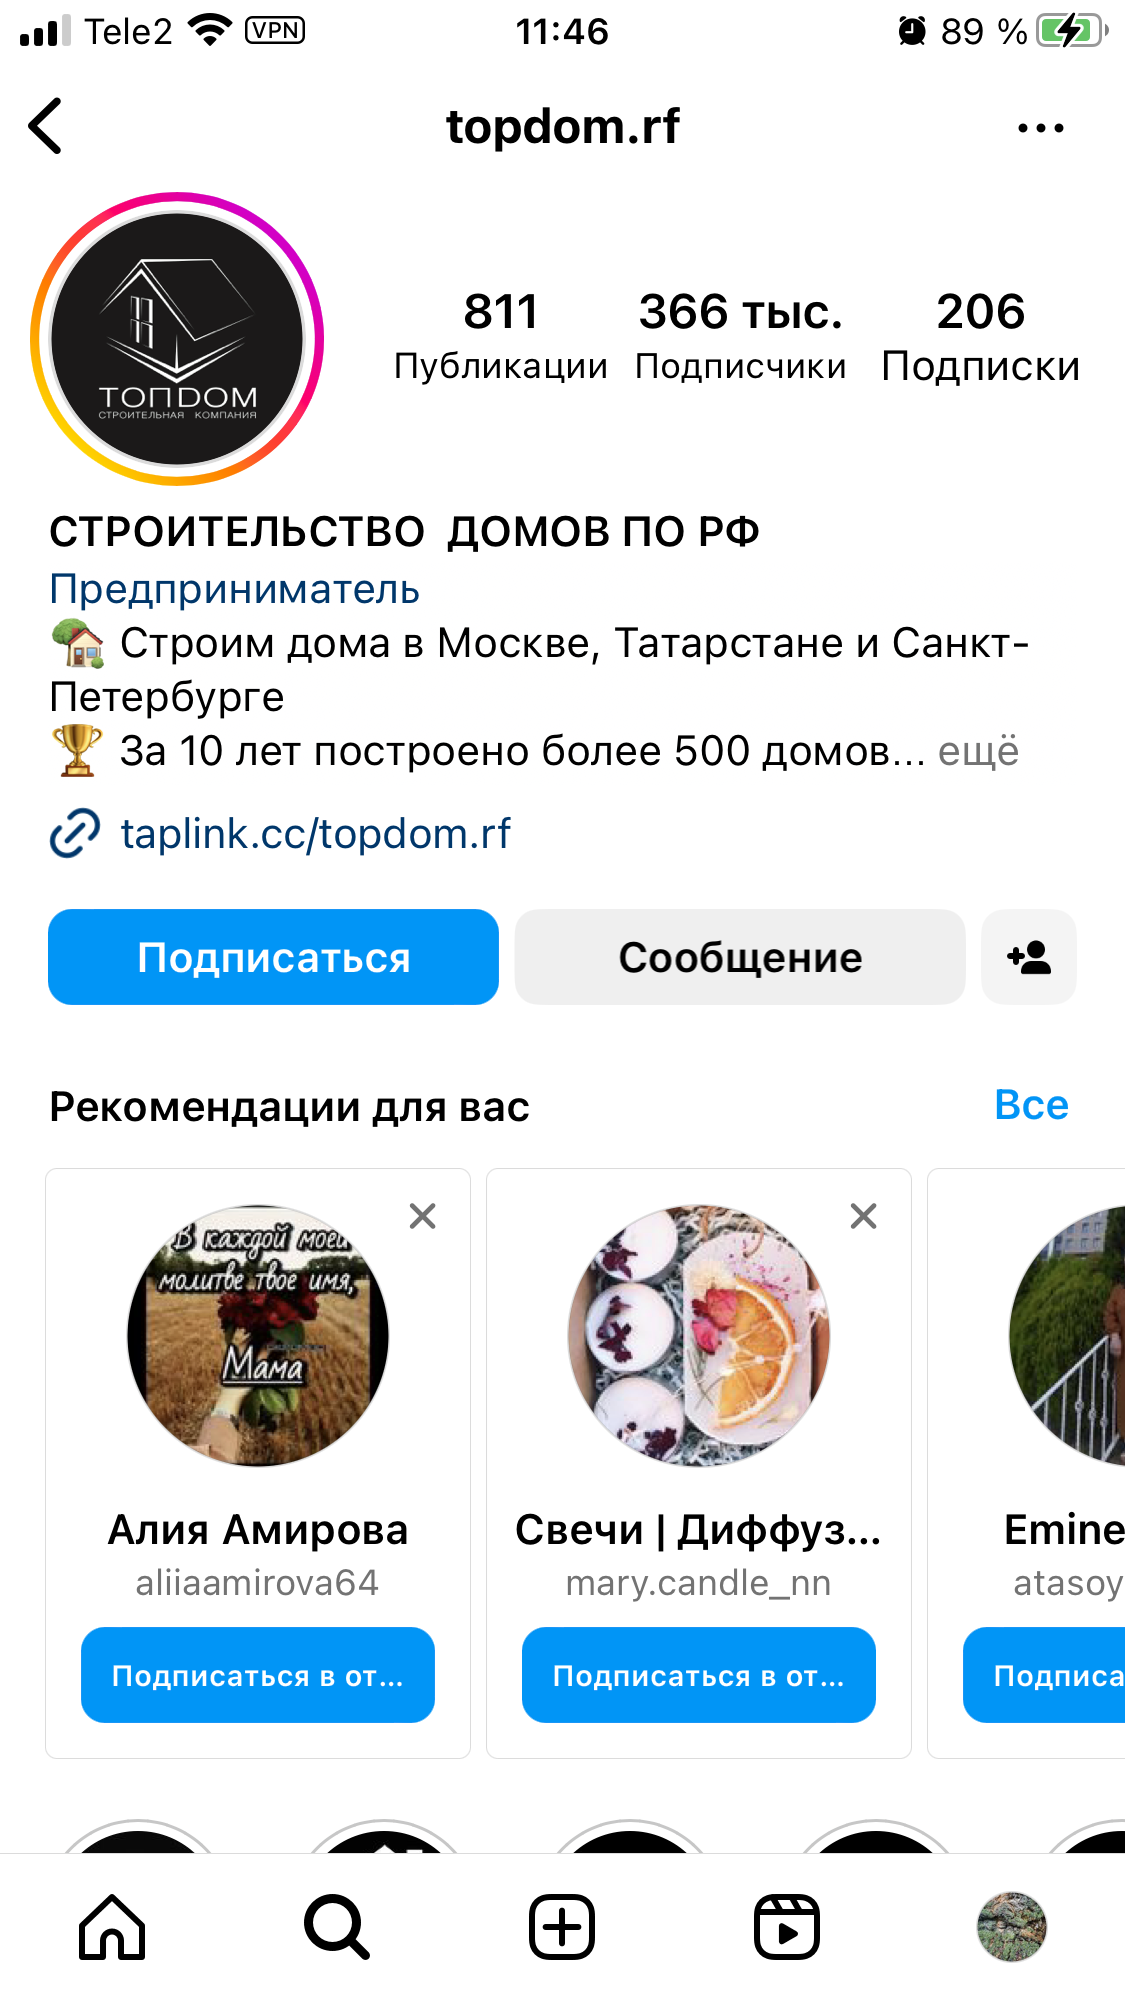 Tele2 VPN 11:46 89 %
topdom.rf
ТОПDOM
СТРОИТЕЛЬНАЯ КОМПАНИЯ
811 366 тыс. 206
Публикации Подписчики Подписки
СТРОИТЕЛЬСТВО ДОМОВ ПО РФ
Предприниматель
🏡 Строим дома в Москве, Татарстане и Санкт-
Петербурге
🏆 За 10 лет построено более 500 домов... ещё
taplink.cc/topdom.rf
Подписаться Сообщение
Рекомендации для вас Все
В каждой моей
молитве твое имя,
Мама
Алия Амирова Свечи | Диффуз... Emine
aliiaamirova64 mary.candle_nn atasoy
Подписаться в от... Подписаться в от... Подписа